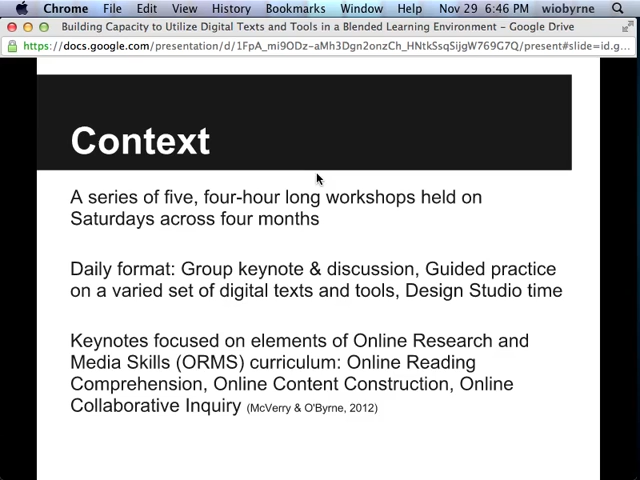 Chrome File Edit View History Bookmarks Window Help Nov 29 6:46 PM wiobyrne
Building Capacity to Utilize Digital Texts and Tools in a Blended Learning Environment – Google Drive
https://docs.google.com/presentation/d/1FpA_mi9ODz-aMh3Dgn2onzCh_HNtkSsqSijgW769G7Q/present#slide=id.g...
Context
A series of five, four-hour long workshops held on
Saturdays across four months
Daily format: Group keynote & discussion, Guided practice
on a varied set of digital texts and tools, Design Studio time
Keynotes focused on elements of Online Research and
Media Skills (ORMS) curriculum: Online Reading
Comprehension, Online Content Construction, Online
Collaborative Inquiry (McVerry & O'Byrne, 2012)